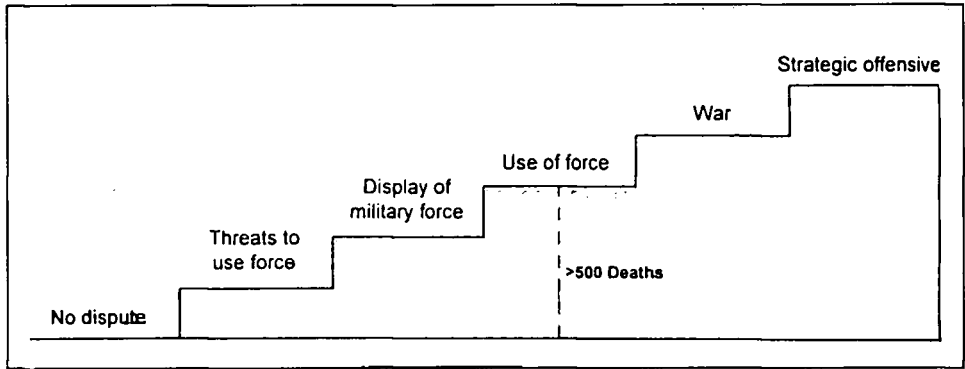 Strategic offensive
War
Use of force
Display of
military force
Threats to
use force
>500 Deaths
No dispute